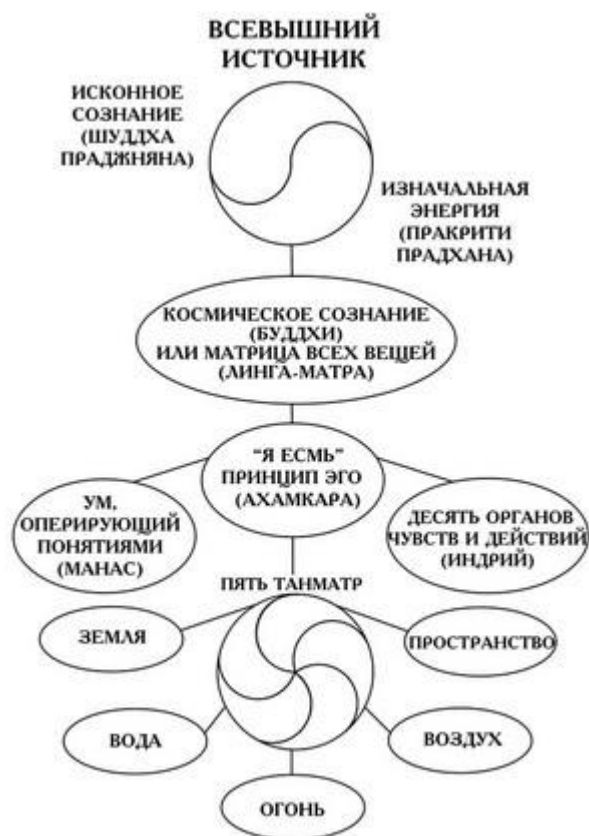 ВСЕВЫШНИЙ
ИСТОЧНИК
ИСКОННОЕ
СОЗНАНИЕ
(ШУДДХА
ПРАДЖНЯНА)
ИЗНАЧАЛЬНАЯ
ЭНЕРГИЯ
(ПРАКРИТИ
ПРАДХАНА)
КОСМИЧЕСКОЕ СОЗНАНИЕ
(БУДДХИ)
ИЛИ МАТРИЦА ВСЕХ ВЕЩЕЙ
(ЛИНГА-МАТРА)
"Я ЕСМЬ"
ПРИНЦИП ЭГО
(АХАМКАРА)
УМ,
ОПЕРИРУЮЩИЙ
ПОНЯТИЯМИ
(МАНАС)
ДЕСЯТЬ ОРГАНОВ
ЧУВСТВ И ДЕЙСТВИЙ
(ИНДРИЙ)
ПЯТЬ ТАНМАТР
ЗЕМЛЯ
ПРОСТРАНСТВО
ВОДА
ВОЗДУХ
ОГОНЬ